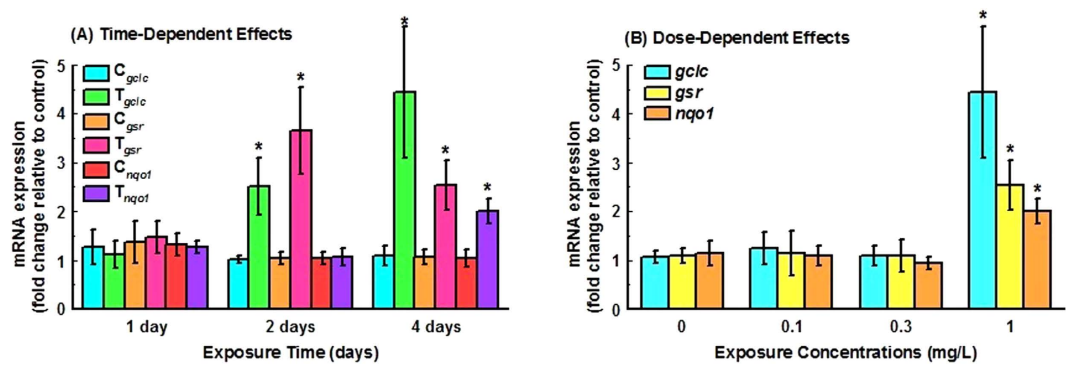 (A) Time-Dependent Effects
*
*
*
*
*
mRNA expression
(fold change relative to control)
5
4
3
2
1
0
C gclc
T gclc
C gsr
T gsr
C nqo1
T nqo1
1 day
2 days
4 days
Exposure Time (days)
(B) Dose-Dependent Effects
*
*
*
mRNA expression
(fold change relative to control)
5
4
3
2
1
0
gclc
gsr
nqo1
0
0.1
0.3
1
Exposure Concentrations (mg/L)